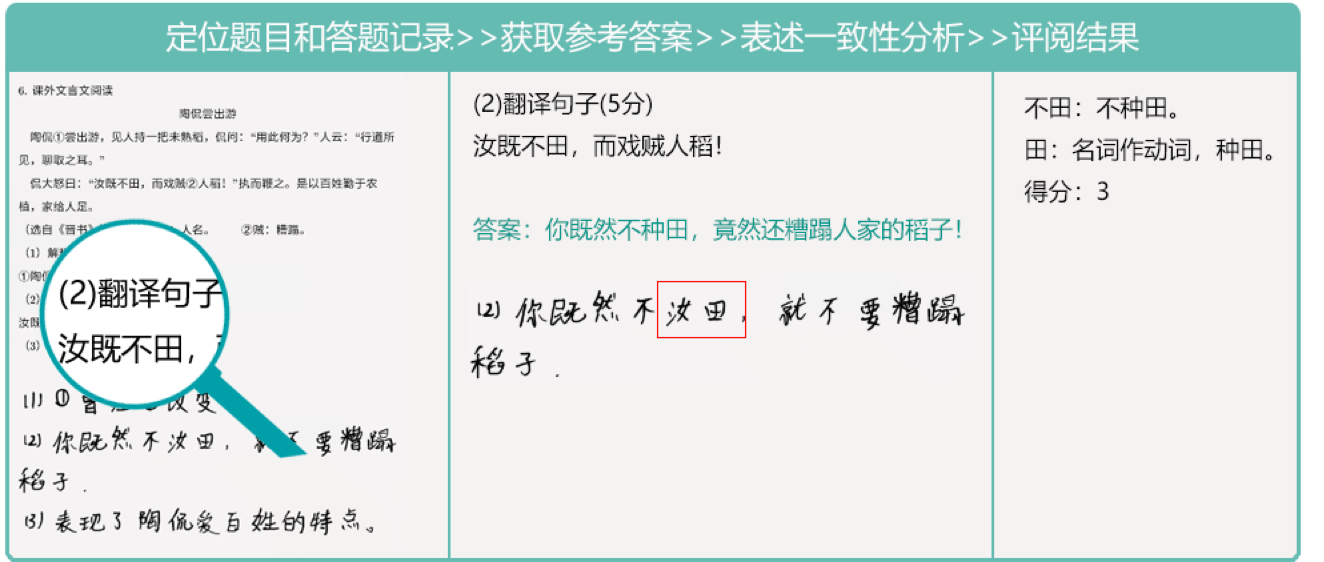 定位题目和答题记录>>获取参考答案>>表述一致性分析>>评阅结果
6. 课外文言文阅读
陶侃尝出游
陶侃①尝出游，见人持一把未熟稻，侃问：“用此何为？”人云：“行道所
见，聊取之耳。”
侃大怒曰：“汝既不田，而戏贼②人稻！”执而鞭之。是以百姓勤于农
植，家给人足。
（选自《晋书》 人名。 ②贼：糟蹋。
（1）解
①陶侃
（2）
汝既
（3）
(2)翻译句子
汝既不田，
(1) ① 曾 改变
(2) 你既然不汝田，就不要糟蹋
稻子.
(3) 表现了陶侃爱百姓的特点。
(2)翻译句子(5分)
汝既不田，而戏贼人稻！
答案：你既然不种田，竟然还糟蹋人家的稻子！
(2) 你既然不汝田，就不要糟蹋
稻子.
不田：不种田。
田：名词作动词，种田。
得分：3